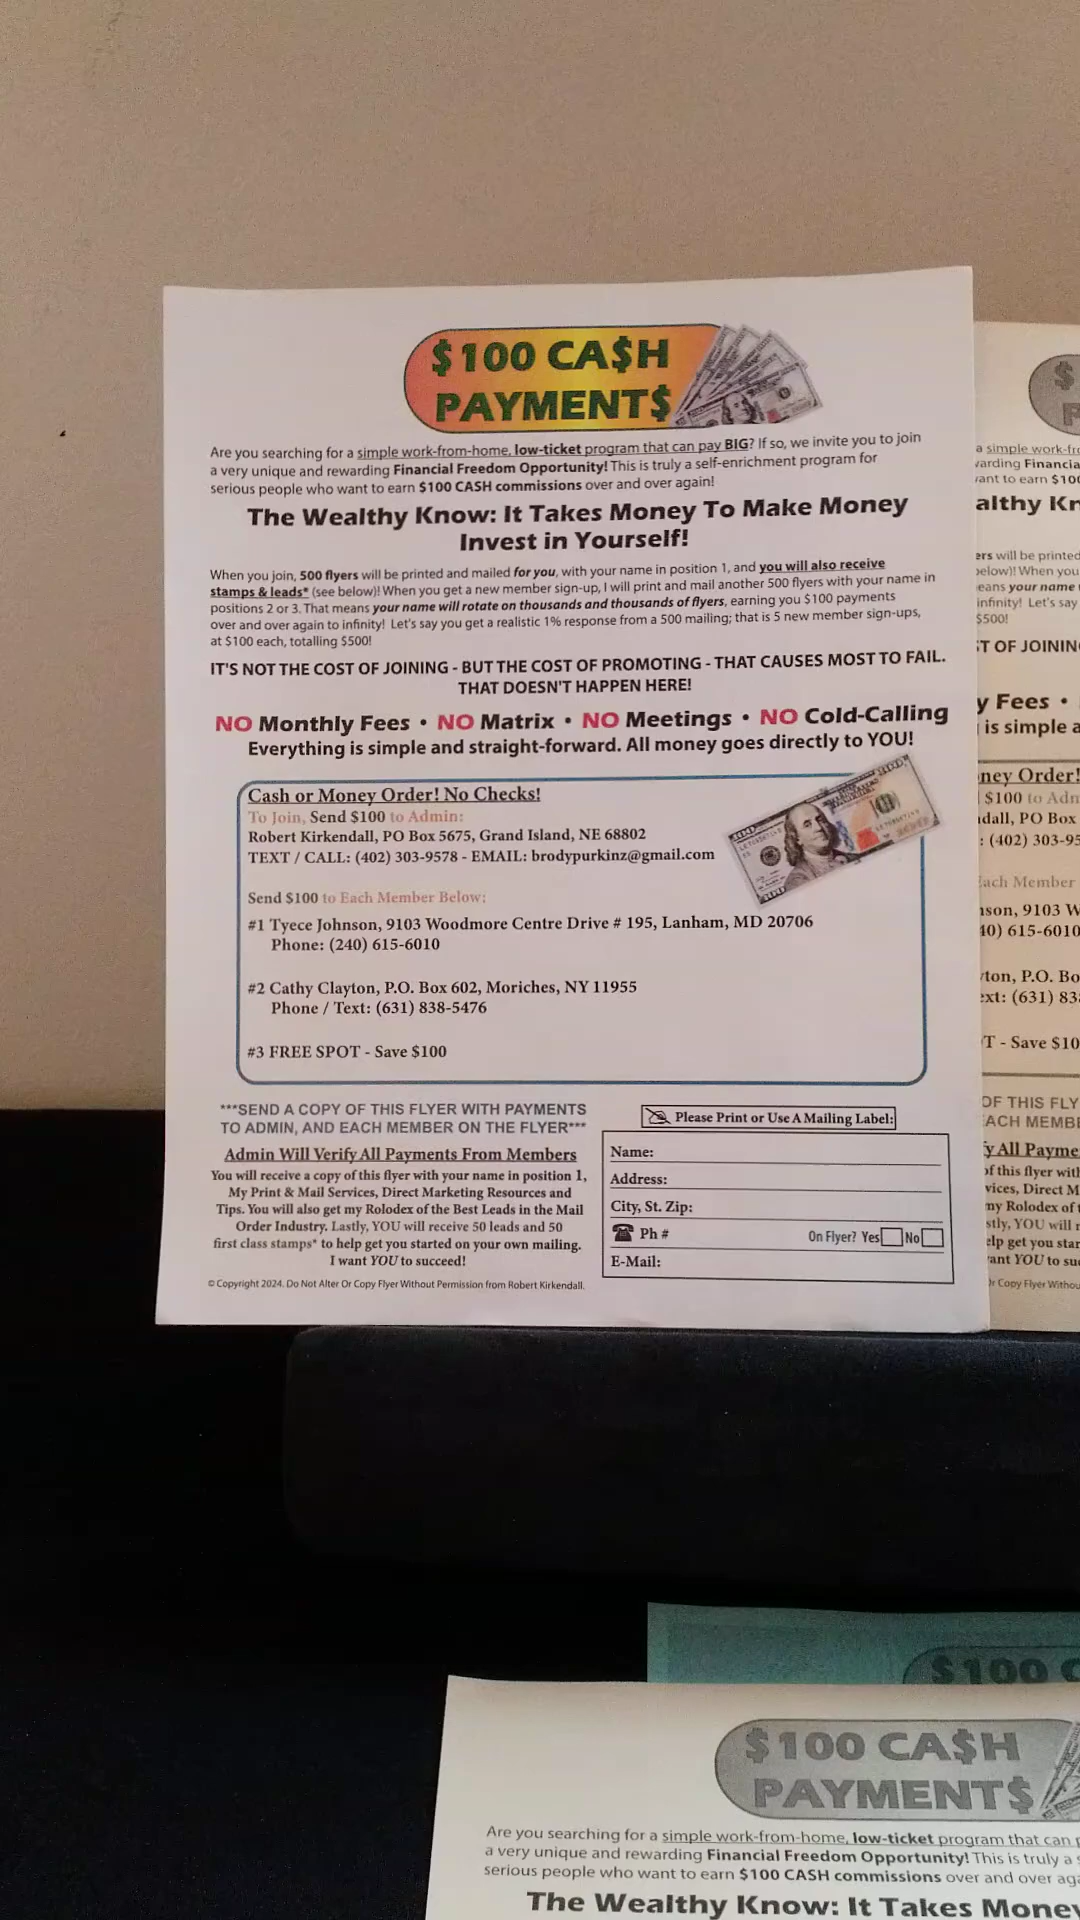 $100 CA$H
PAYMENT$
Are you searching for a simple work-from-home, low-ticket program that can pay BIG? If so, we invite you to join
a very unique and rewarding Financial Freedom Opportunity! This is truly a self-enrichment program for
serious people who want to earn $100 CASH commissions over and over again!
The Wealthy Know: It Takes Money To Make Money
Invest in Yourself!
When you join, 500 flyers will be printed and mailed for you, with your name in position 1, and you will also receive
stamps & leads* (see below)! When you get a new member sign-up, I will print and mail another 500 flyers with your name in
positions 2 or 3. That means your name will rotate on thousands and thousands of flyers, earning you $100 payments
over and over again to infinity! Let's say you get a realistic 1% response from a 500 mailing; that is 5 new member sign-ups,
at $100 each, totalling $500!
IT'S NOT THE COST OF JOINING - BUT THE COST OF PROMOTING - THAT CAUSES MOST TO FAIL.
THAT DOESN'T HAPPEN HERE!
NO Monthly Fees • NO Matrix • NO Meetings • NO Cold-Calling
Everything is simple and straight-forward. All money goes directly to YOU!
Cash or Money Order! No Checks!
To Join, Send $100 to Admin:
Robert Kirkendall, PO Box 5675, Grand Island, NE 68802
TEXT / CALL: (402) 303-9578 - EMAIL: brodypurkinz@gmail.com
Send $100 to Each Member Below:
#1 Tyece Johnson, 9103 Woodmore Centre Drive # 195, Lanham, MD 20706
Phone: (240) 615-6010
#2 Cathy Clayton, P.O. Box 602, Moriches, NY 11955
Phone / Text: (631) 838-5476
#3 FREE SPOT - Save $100
***SEND A COPY OF THIS FLYER WITH PAYMENTS
TO ADMIN, AND EACH MEMBER ON THE FLYER***
Admin Will Verify All Payments From Members
You will receive a copy of this flyer with your name in position 1,
My Print & Mail Services, Direct Marketing Resources and
Tips. You will also get my Rolodex of the Best Leads in the Mail
Order Industry. Lastly, YOU will receive 50 leads and 50
first class stamps* to help get you started on your own mailing.
I want YOU to succeed!
© Copyright 2024. Do Not Alter Or Copy Flyer Without Permission from Robert Kirkendall.
Please Print or Use A Mailing Label:
Name:
Address:
City, St. Zip:
Ph # On Flyer? Yes No
E-Mail:
$100 C
$100 CA$H
PAYMENT$
Are you searching for a simple work-from-home, low-ticket program that can
a very unique and rewarding Financial Freedom Opportunity! This is truly a
serious people who want to earn $100 CASH commissions over and over
The Wealthy Know: It Takes Money